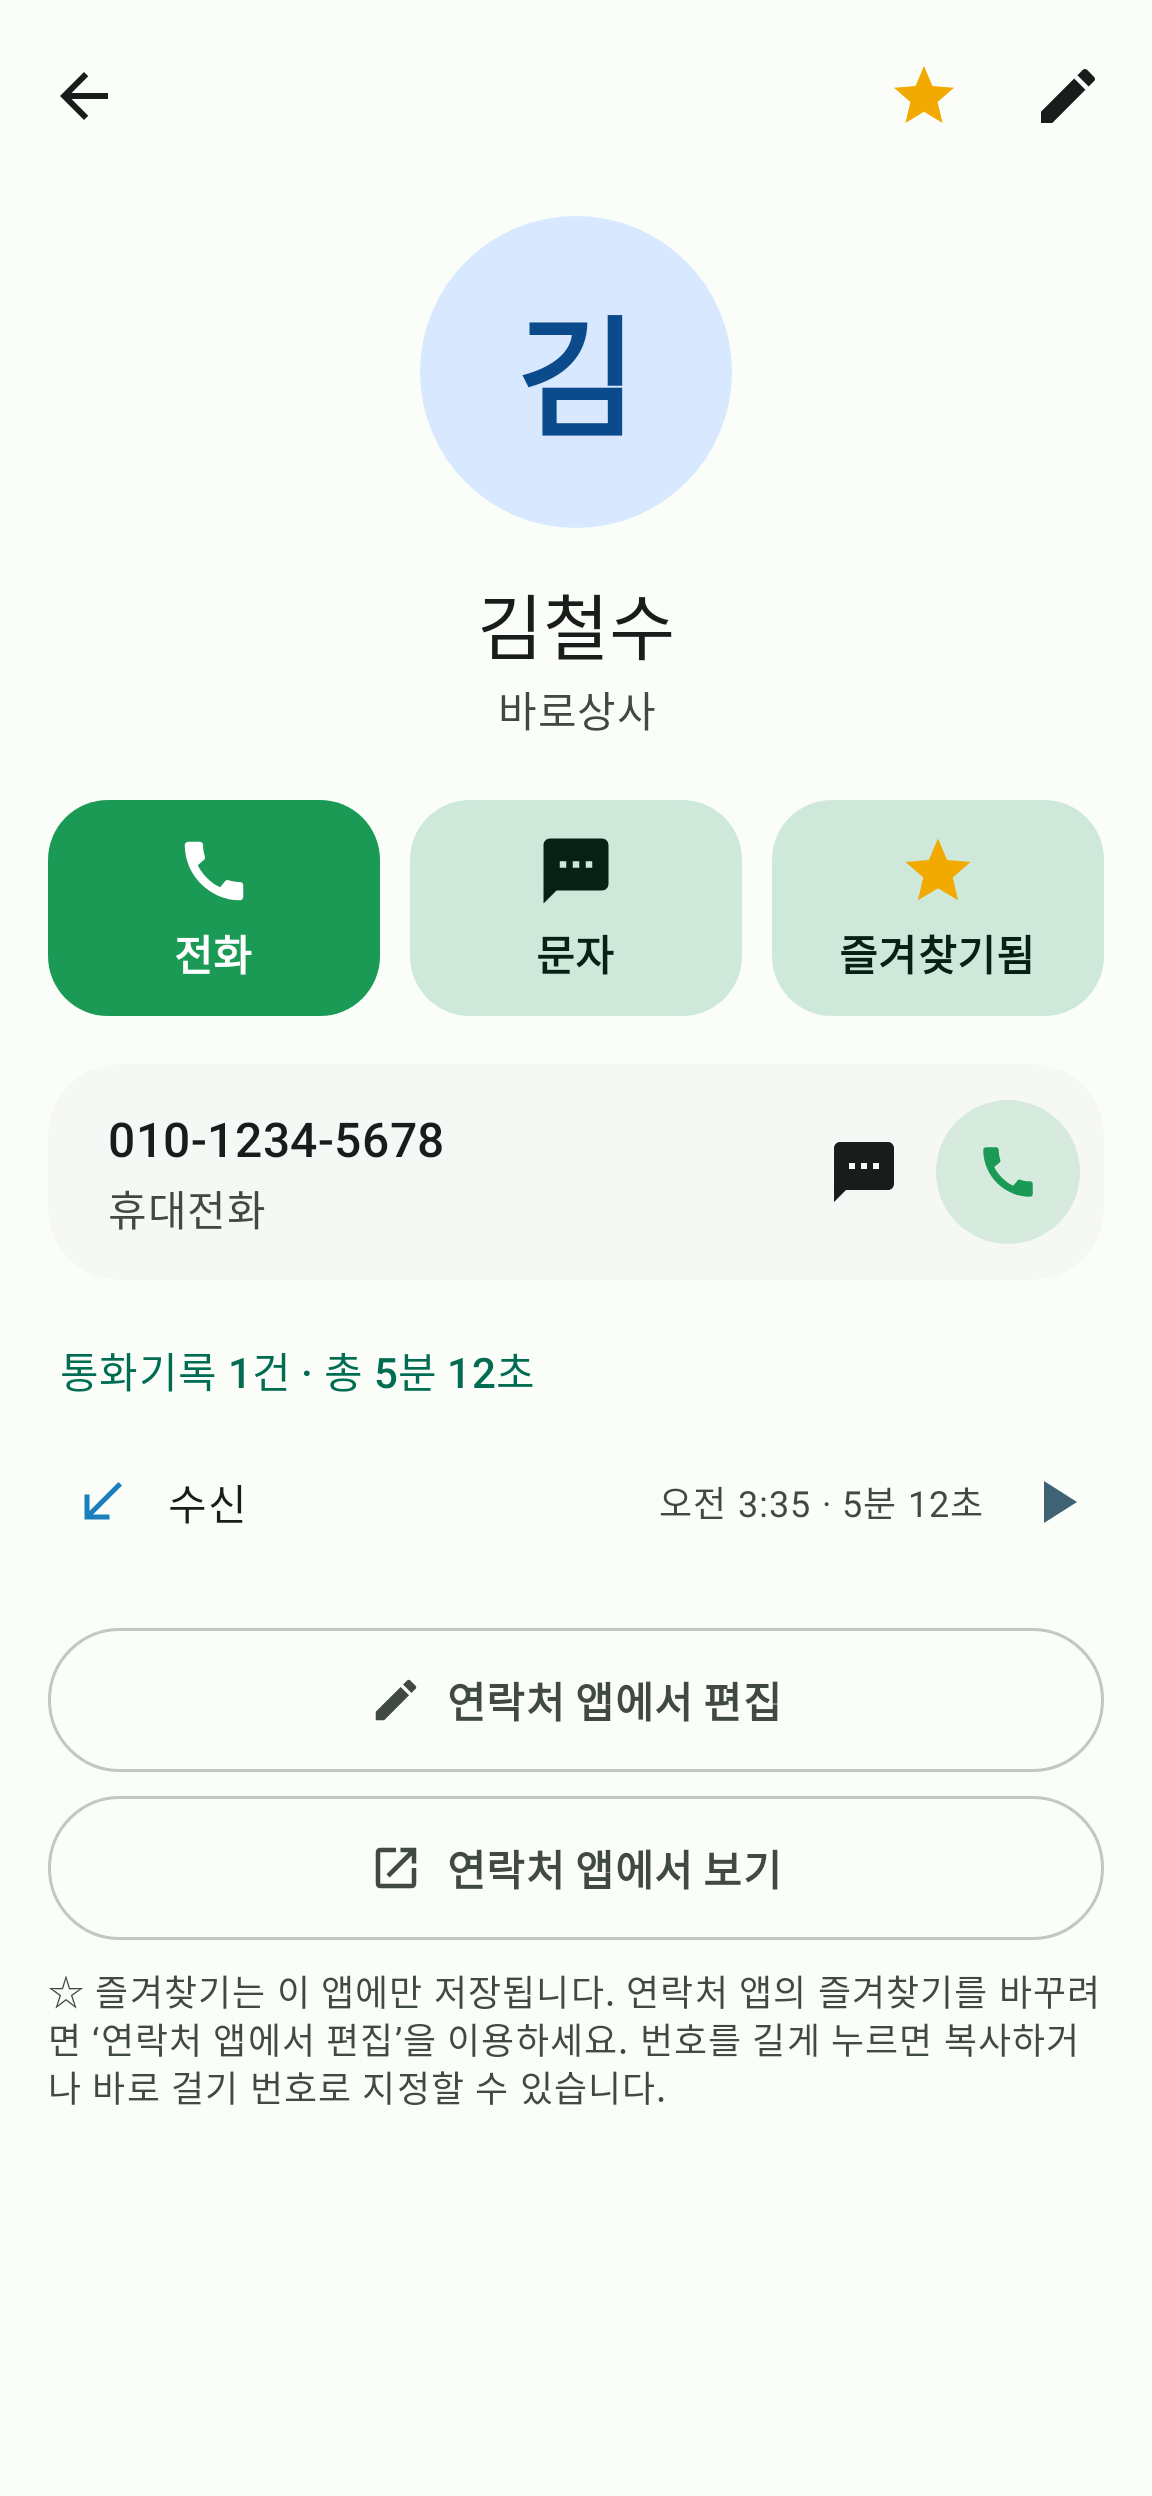 김
김철수
바로상사
전화
문자
즐겨찾기됨
010-1234-5678
휴대전화
통화기록 1건 · 총 5분 12초
수신
오전 3:35 · 5분 12초
연락처 앱에서 편집
연락처 앱에서 보기
☆ 즐겨찾기는 이 앱에만 저장됩니다. 연락처 앱의 즐겨찾기를 바꾸려
면 ‘연락처 앱에서 편집’을 이용하세요. 번호를 길게 누르면 복사하거
나 바로 걸기 번호로 지정할 수 있습니다.